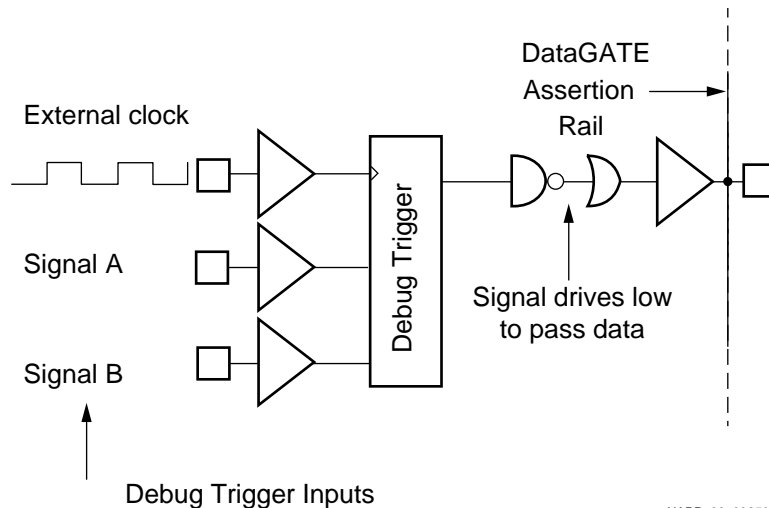 DataGATE
Assertion
Rail
External clock
Debug Trigger
Signal A
Signal drives low
to pass data
Signal B
Debug Trigger Inputs